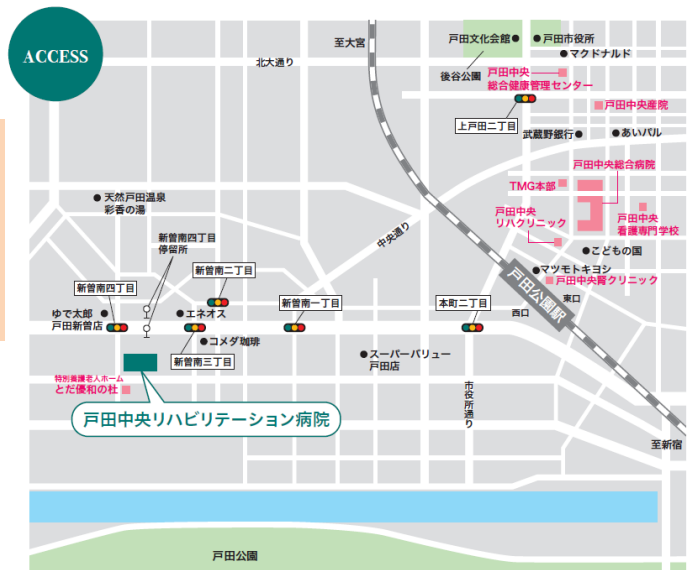 ACCESS
至大宮
北大通り
戸田文化会館
戸田市役所
マクドナルド
後谷公園
戸田中央
総合健康管理センター
戸田中央産院
上戸田二丁目
武蔵野銀行
あいパル
戸田中央総合病院
TMG本部
戸田中央
リハクリニック
戸田中央
看護専門学校
天然戸田温泉
彩香の湯
中央通り
新曽南四丁目
停留所
こどもの国
マツモトキヨシ
戸田中央腎クリニック
戸田公園駅
東口
西口
新曽南二丁目
新曽南四丁目
新曽南一丁目
本町二丁目
ゆで太郎
戸田新曽店
エネオス
コメダ珈琲
新曽南三丁目
スーパーバリュー
戸田店
特別養護老人ホーム
とだ優和の杜
市役所通り
戸田中央リハビリテーション病院
至新宿
戸田公園